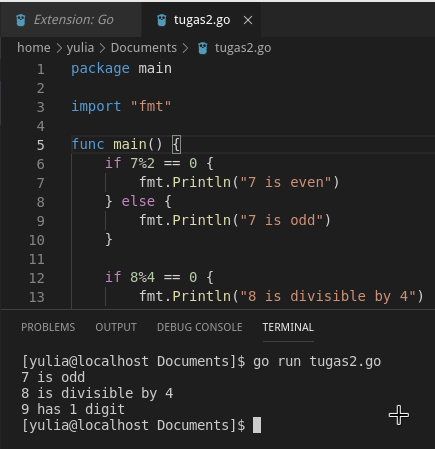 Extension: Go
tugas2.go
home > yulia > Documents > tugas2.go
1 package main
2
3 import "fmt"
4
5 func main() {
6 if 7%2 == 0 {
7 fmt.Println("7 is even")
8 } else {
9 fmt.Println("7 is odd")
10 }
11
12 if 8%4 == 0 {
13 fmt.Println("8 is divisible by 4")
PROBLEMS OUTPUT DEBUG CONSOLE TERMINAL
[yulia@localhost Documents]$ go run tugas2.go
7 is odd
8 is divisible by 4
9 has 1 digit
[yulia@localhost Documents]$